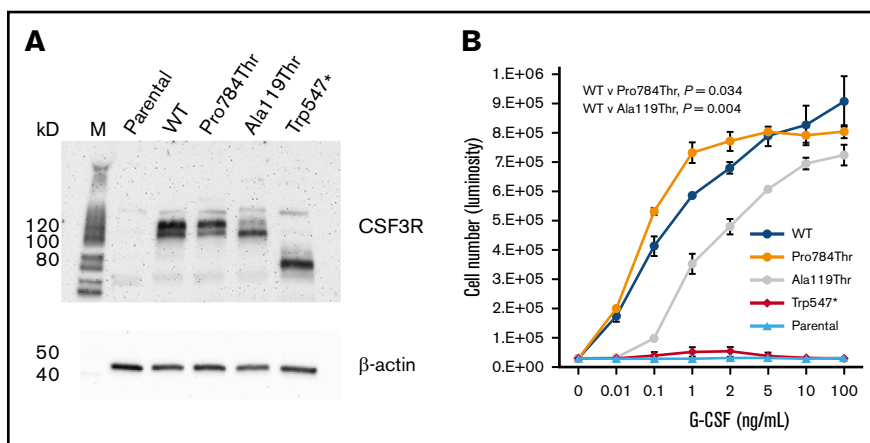 A
kD
M
Parental
WT
Pro784Thr
Ala119Thr
Trp547*
120
100
80
CSF3R
50
40
β-actin
B
WT v Pro784Thr, P = 0.034
WT v Ala119Thr, P = 0.004
Cell number (luminosity)
1.E+06
9.E+05
8.E+05
7.E+05
6.E+05
5.E+05
4.E+05
3.E+05
2.E+05
1.E+05
0.E+00
WT
Pro784Thr
Ala119Thr
Trp547*
Parental
0 0.01 0.1 1 2 5 10 100
G-CSF (ng/mL)